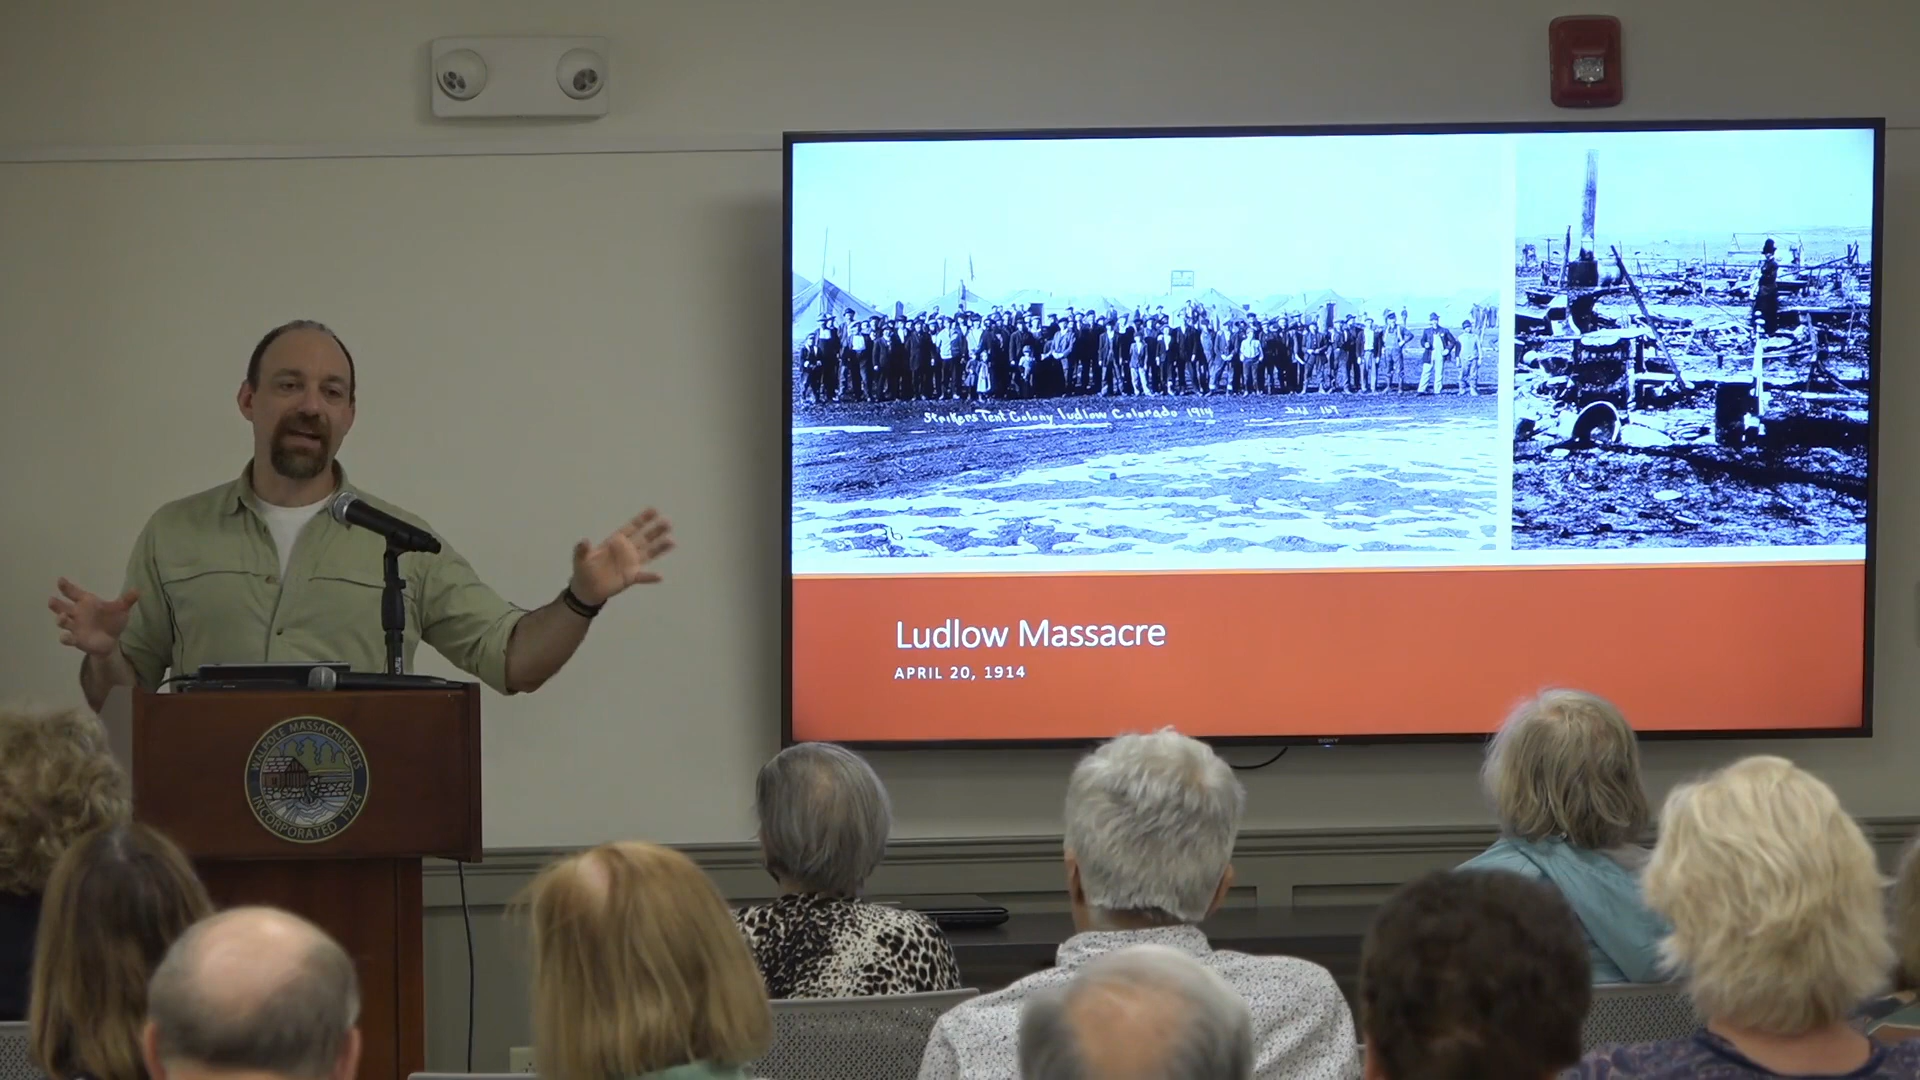 Strikers Tent Colony Ludlow Colorado 1914
Ludlow Massacre
APRIL 20, 1914
SONY
WALPOLE MASSACHUSETTS
INCORPORATED 1724